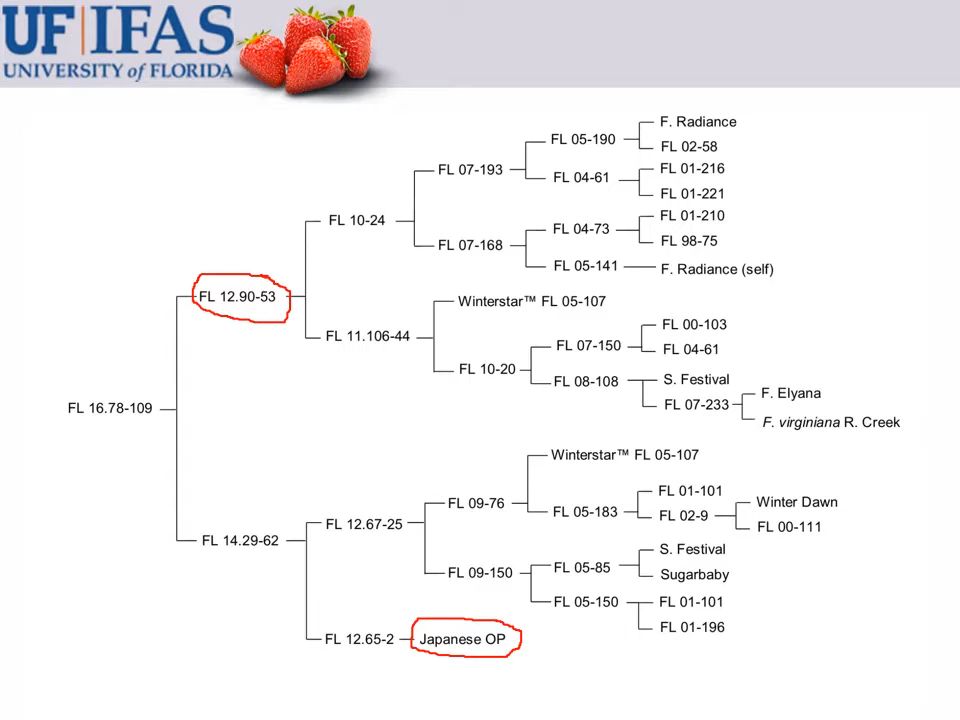 UF|IFAS
UNIVERSITY of FLORIDA
F. Radiance
FL 05-190
FL 02-58
FL 07-193
FL 01-216
FL 04-61
FL 01-221
FL 10-24
FL 01-210
FL 04-73
FL 07-168
FL 98-75
FL 05-141
F. Radiance (self)
FL 12.90-53
Winterstar™ FL 05-107
FL 11.106-44
FL 00-103
FL 07-150
FL 04-61
FL 10-20
FL 08-108
S. Festival
F. Elyana
FL 07-233
FL 16.78-109
F. virginiana R. Creek
Winterstar™ FL 05-107
FL 09-76
FL 01-101
FL 05-183
Winter Dawn
FL 02-9
FL 12.67-25
FL 00-111
FL 14.29-62
S. Festival
FL 05-85
FL 09-150
Sugarbaby
FL 05-150
FL 01-101
FL 01-196
FL 12.65-2
Japanese OP